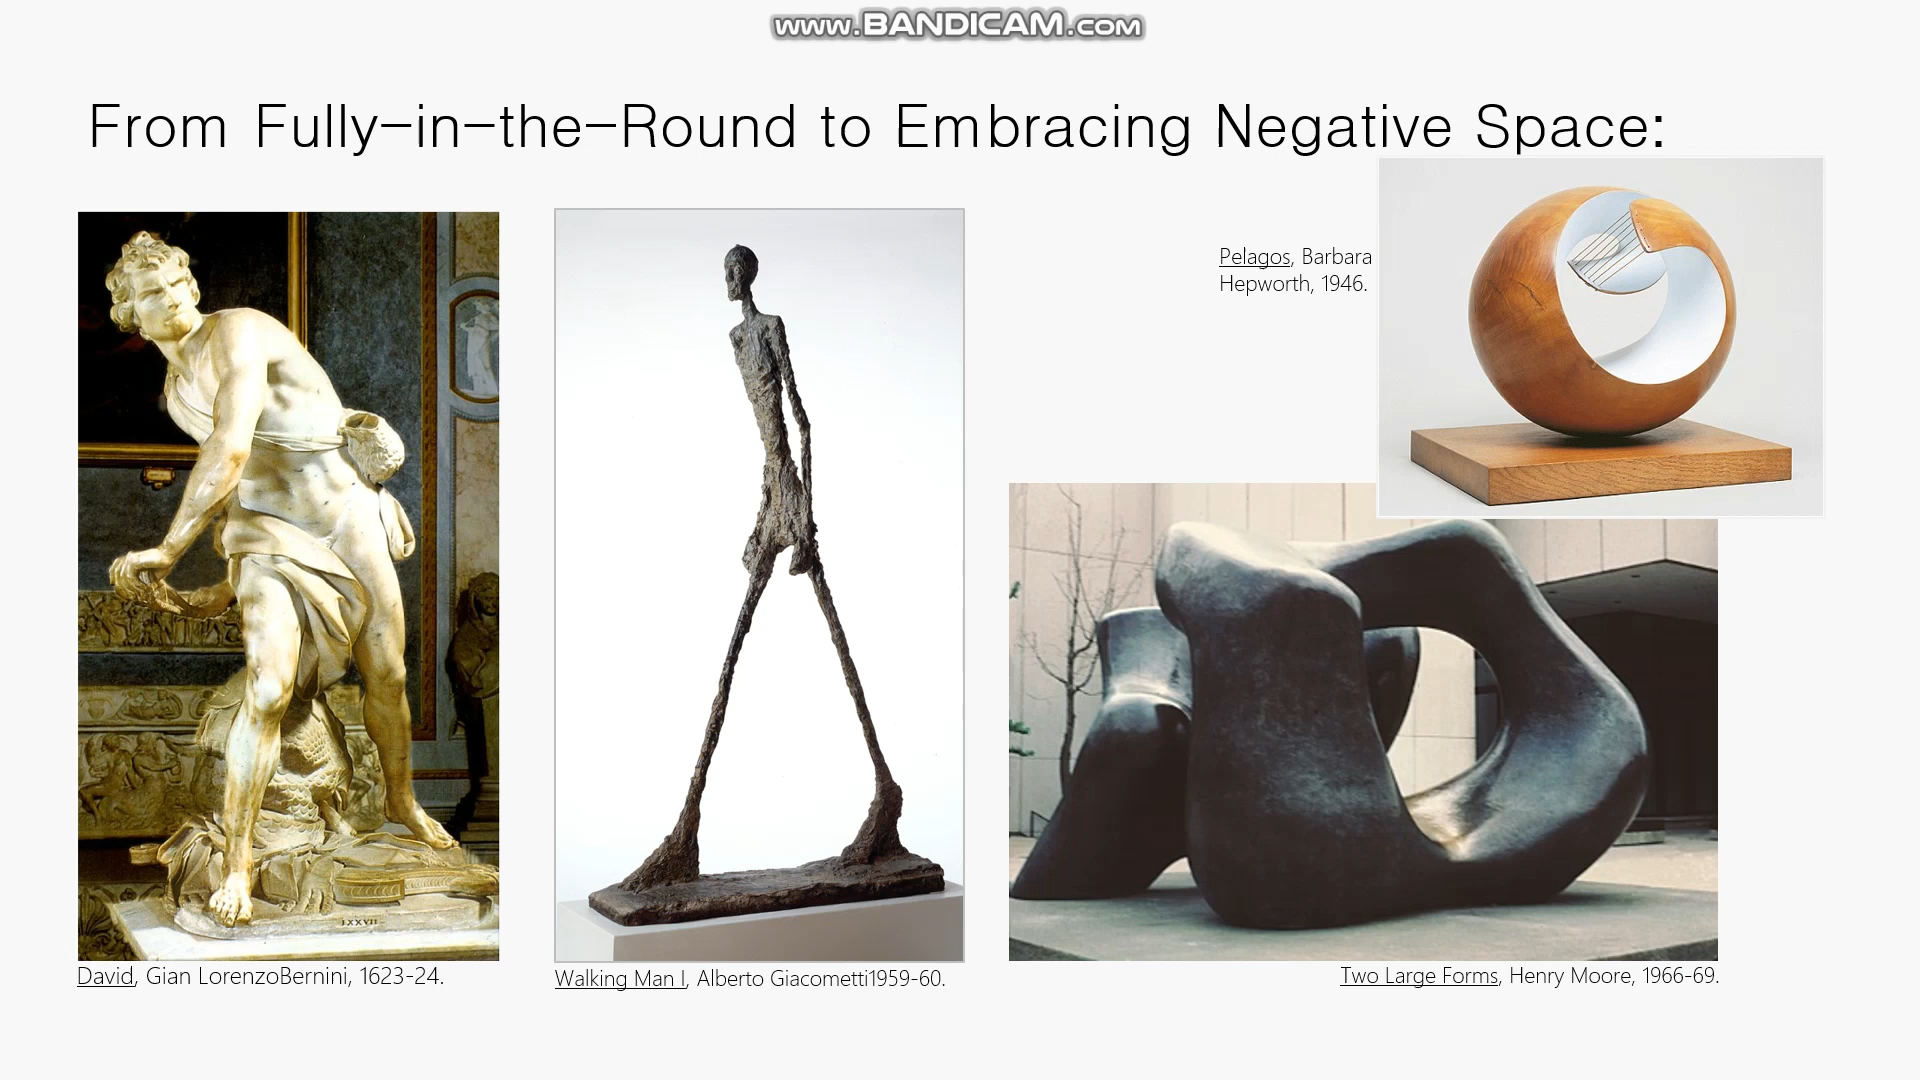 www.BANDICAM.com
From Fully-in-the-Round to Embracing Negative Space:
Pelagos, Barbara
Hepworth, 1946.
LXXVII
David, Gian LorenzoBernini, 1623-24.
Walking Man I, Alberto Giacometti1959-60.
Two Large Forms, Henry Moore, 1966-69.